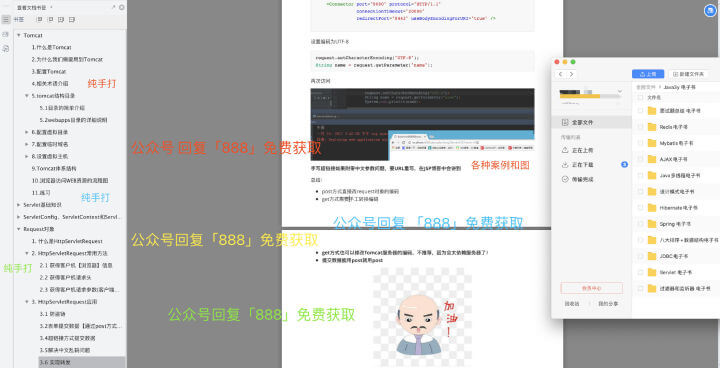 查看文档书签
书签
Tomcat
1.什么是Tomcat
2.为什么我们需要用到Tomcat
3.配置Tomcat
4.相关术语介绍
5.tomcat结构目录
5.1目录的简单介绍
5.2webapps目录的详细说明
6.配置虚拟目录
7.配置临时域名
8.设置虚拟主机
9.Tomcat体系结构
10.浏览器访问WEB资源的流程图
11.练习
Servlet基础知识
ServletConfig、ServletContext和Servl...
Request对象
1. 什么是HttpServletRequest
2. HttpServletRequest常用方法
2.1 获得客户机【浏览器】信息
2.2 获得客户机请求头
2.3 获得客户机请求参数(客户端...
3. HttpServletRequest应用
3.1 防盗链
3.2表单提交数据【通过post方式...
3.4超链接方式提交数据
3.5解决中文乱码问题
3.6 实现转发
纯手打
纯手打
纯手打
<Connector port="8080" protocol="HTTP/1.1"
connectionTimeout="20000"
redirectPort="8443" useBodyEncodingForURI="true" />
设置编码为UTF-8
request.setCharacterEncoding("UTF-8");
String name = request.getParameter("name");
再次访问
公众号 回复「888」免费获取
各种案例和图
手写超链接如果附带中文参数问题，要URL重写，在JSP博客中会讲到
总结：
post方式直接改request对象的编码
get方式需要手工转换编码
公众号回复 「888」免费获取
公众号回复「888」免费获取
get方式也可以修改Tomcat服务器的编码，不推荐，因为会太依赖服务器了！
提交数据能用post就用post
公众号回复「888」免费获取
加油！
上传
新建文件夹
全部文件
传输列表
正在上传
正在下载
传输完成
会员中心
回收站
我的分享
全部文件
Java3y 电子书
文件名
面试题总结 电子书
Redis 电子书
Mybatis 电子书
AJAX 电子书
Java多线程电子书
设计模式电子书
Hibernate 电子书
Spring 电子书
八大排序+数据结构电子书
JDBC 电子书
Servlet 电子书
过滤器和监听器 电子书